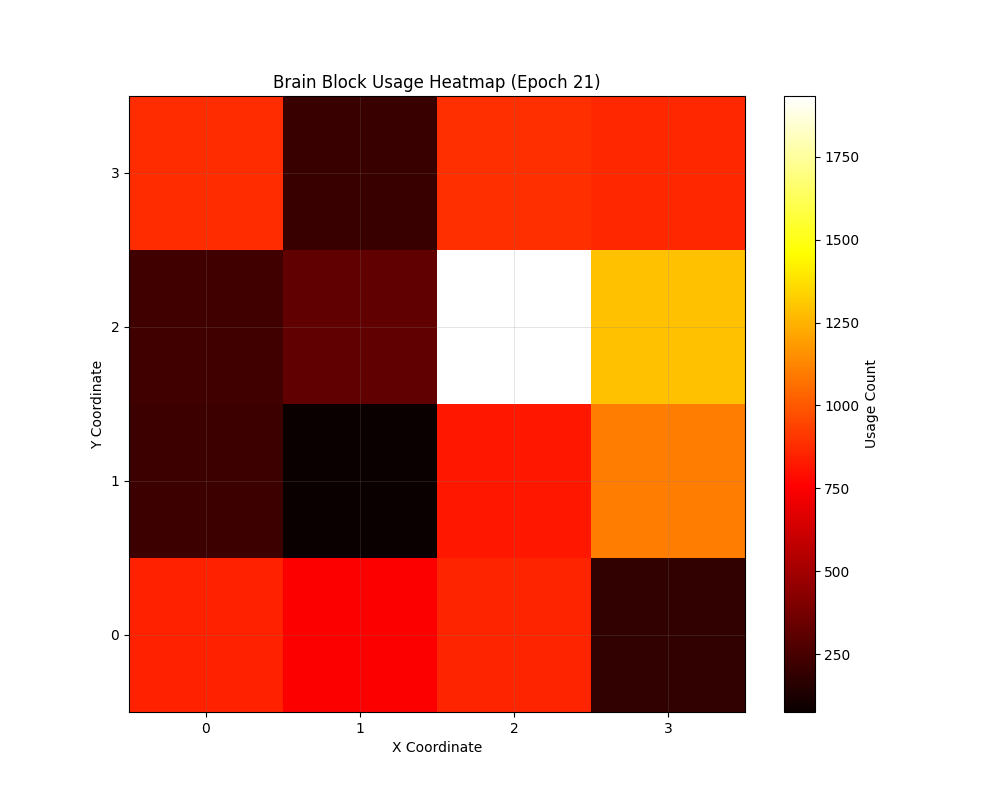 Brain Block Usage Heatmap (Epoch 21)
3
2
1
0
Y Coordinate
0 1 2 3
X Coordinate
1750
1500
1250
1000
750
500
250
Usage Count